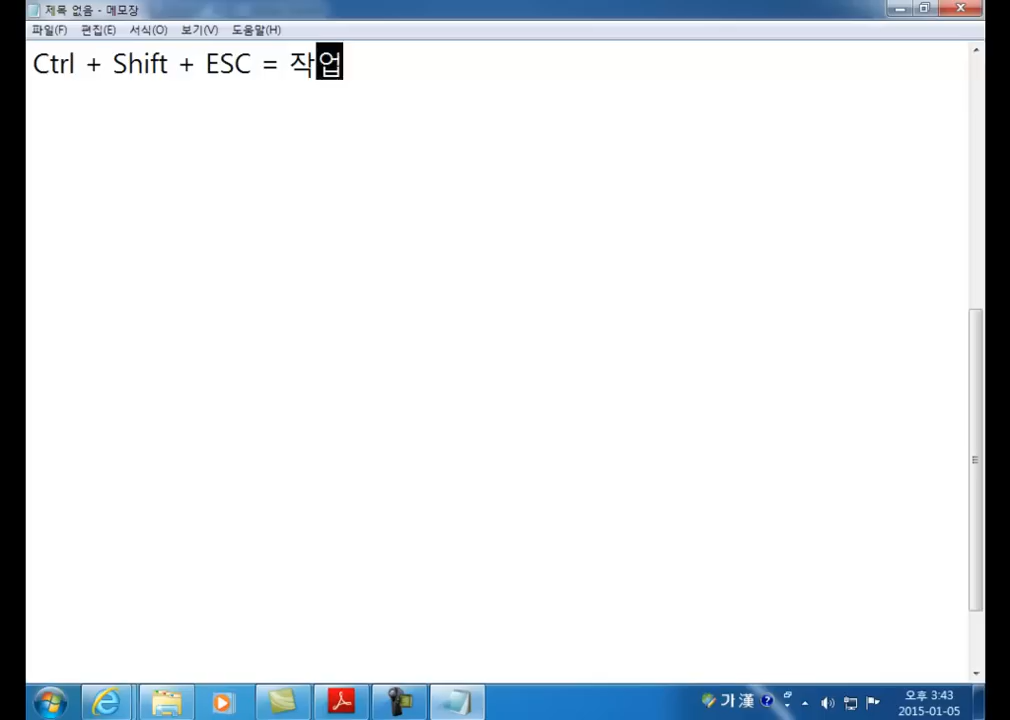 제목 없음 - 메모장
파일(F) 편집(E) 서식(O) 보기(V) 도움말(H)
Ctrl + Shift + ESC = 작업
가 漢
오후 3:43
2015-01-05